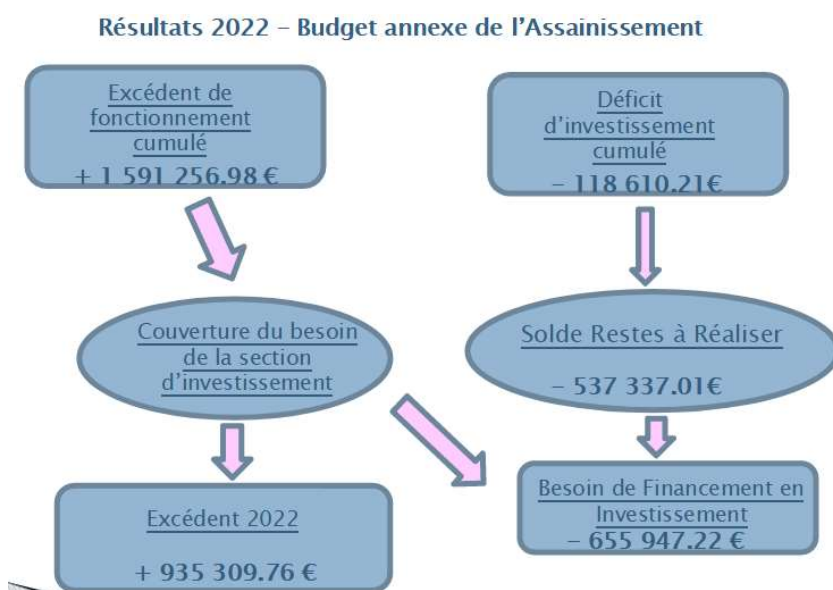 Résultats 2022 – Budget annexe de l'Assainissement
Excédent de
fonctionnement
cumulé
+ 1 591 256.98 €
Déficit
d'investissement
cumulé
– 118 610.21€
Couverture du besoin
de la section
d'investissement
Solde Restes à Réaliser
– 537 337.01€
Excédent 2022
+ 935 309.76 €
Besoin de Financement en
Investissement
– 655 947.22 €